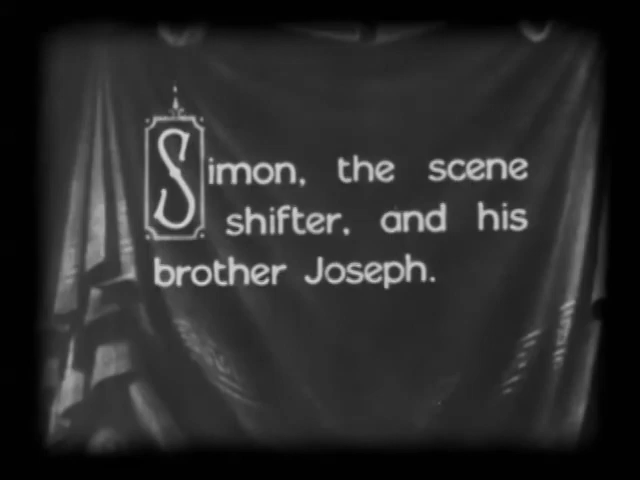 Simon, the scene
shifter, and his
brother Joseph.